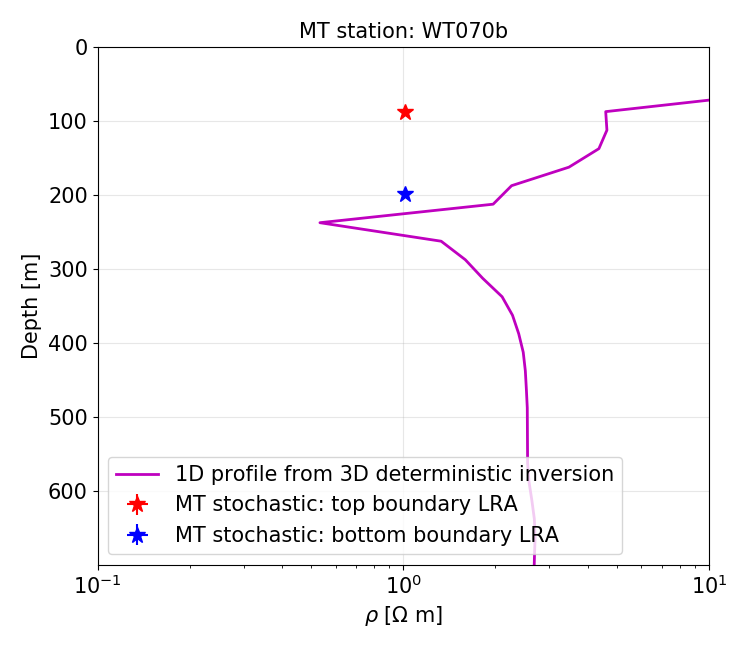 MT station: WT070b
0
100
200
300
400
500
600
Depth [m]
1D profile from 3D deterministic inversion
MT stochastic: top boundary LRA
MT stochastic: bottom boundary LRA
10⁻¹
10⁰
10¹
ρ [Ω m]